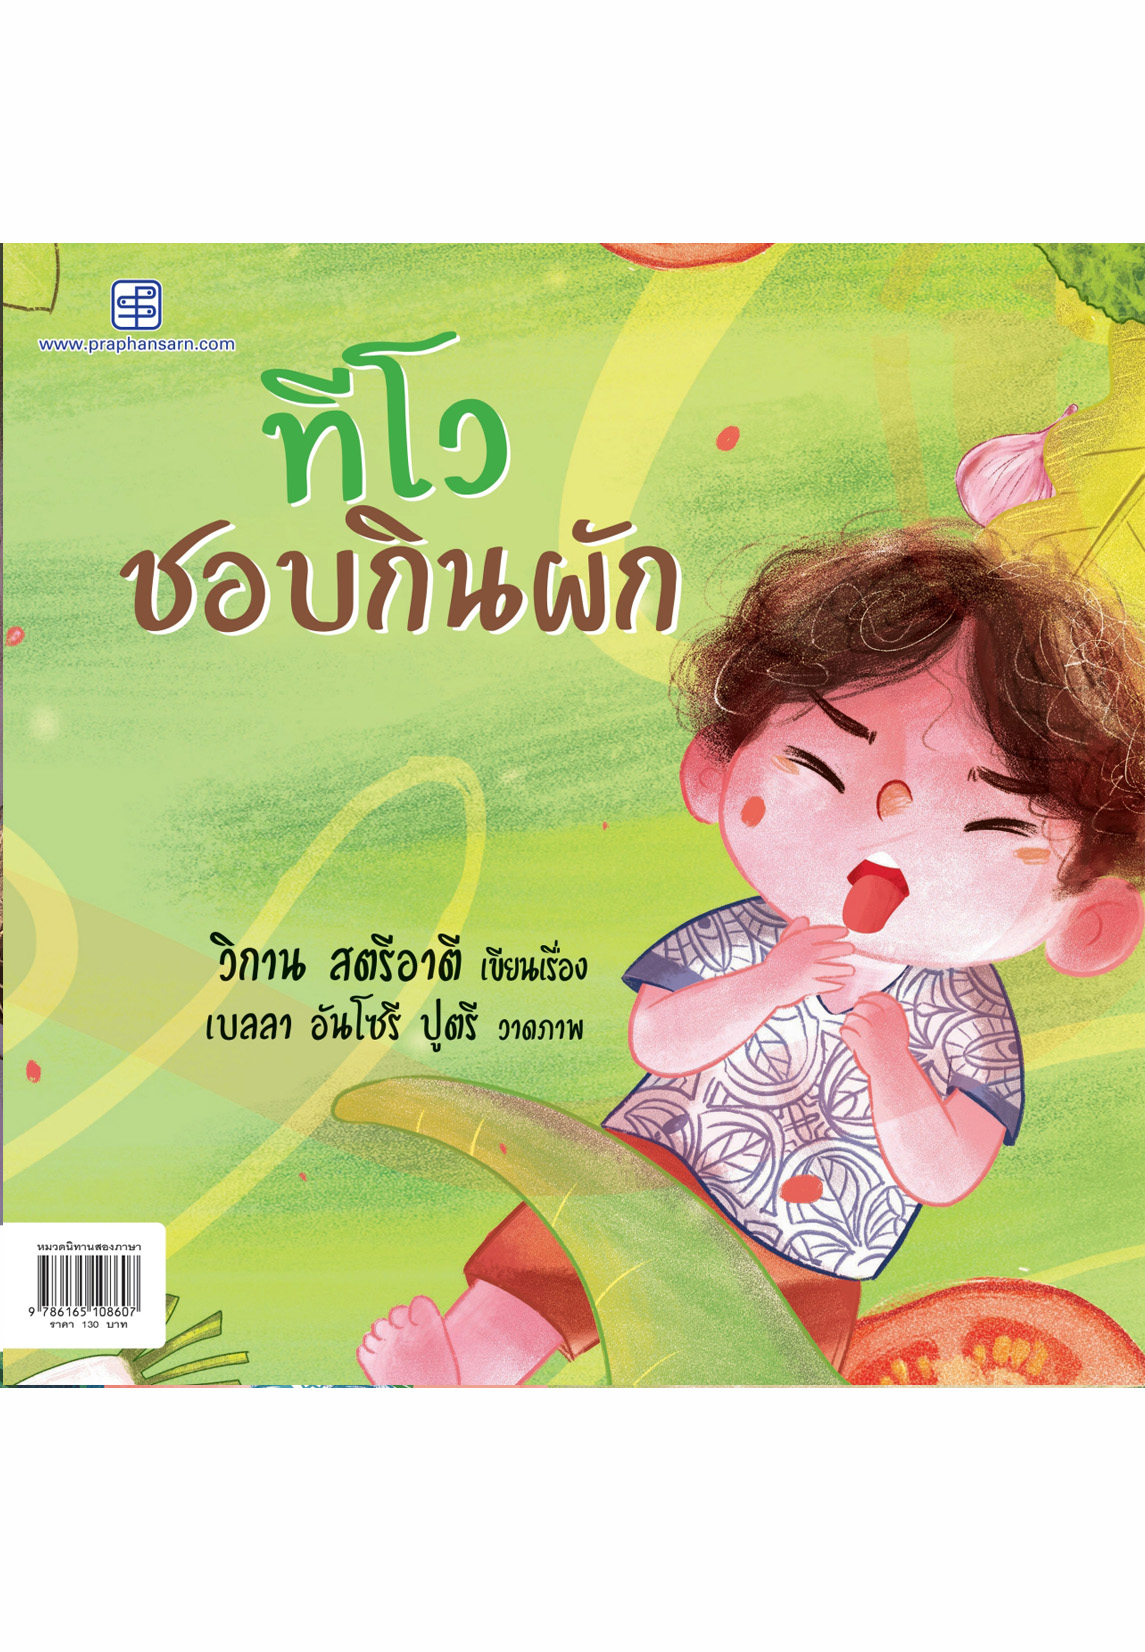 www.praphansarn.com
ทีโว
ชอบกินผัก
วิกาน สตรีอาตี เขียนเรื่อง
เบลลา อันโซรี ปูตรี วาดภาพ
หมวดนิทานสองภาษา
9 786165 108607
ราคา 130 บาท